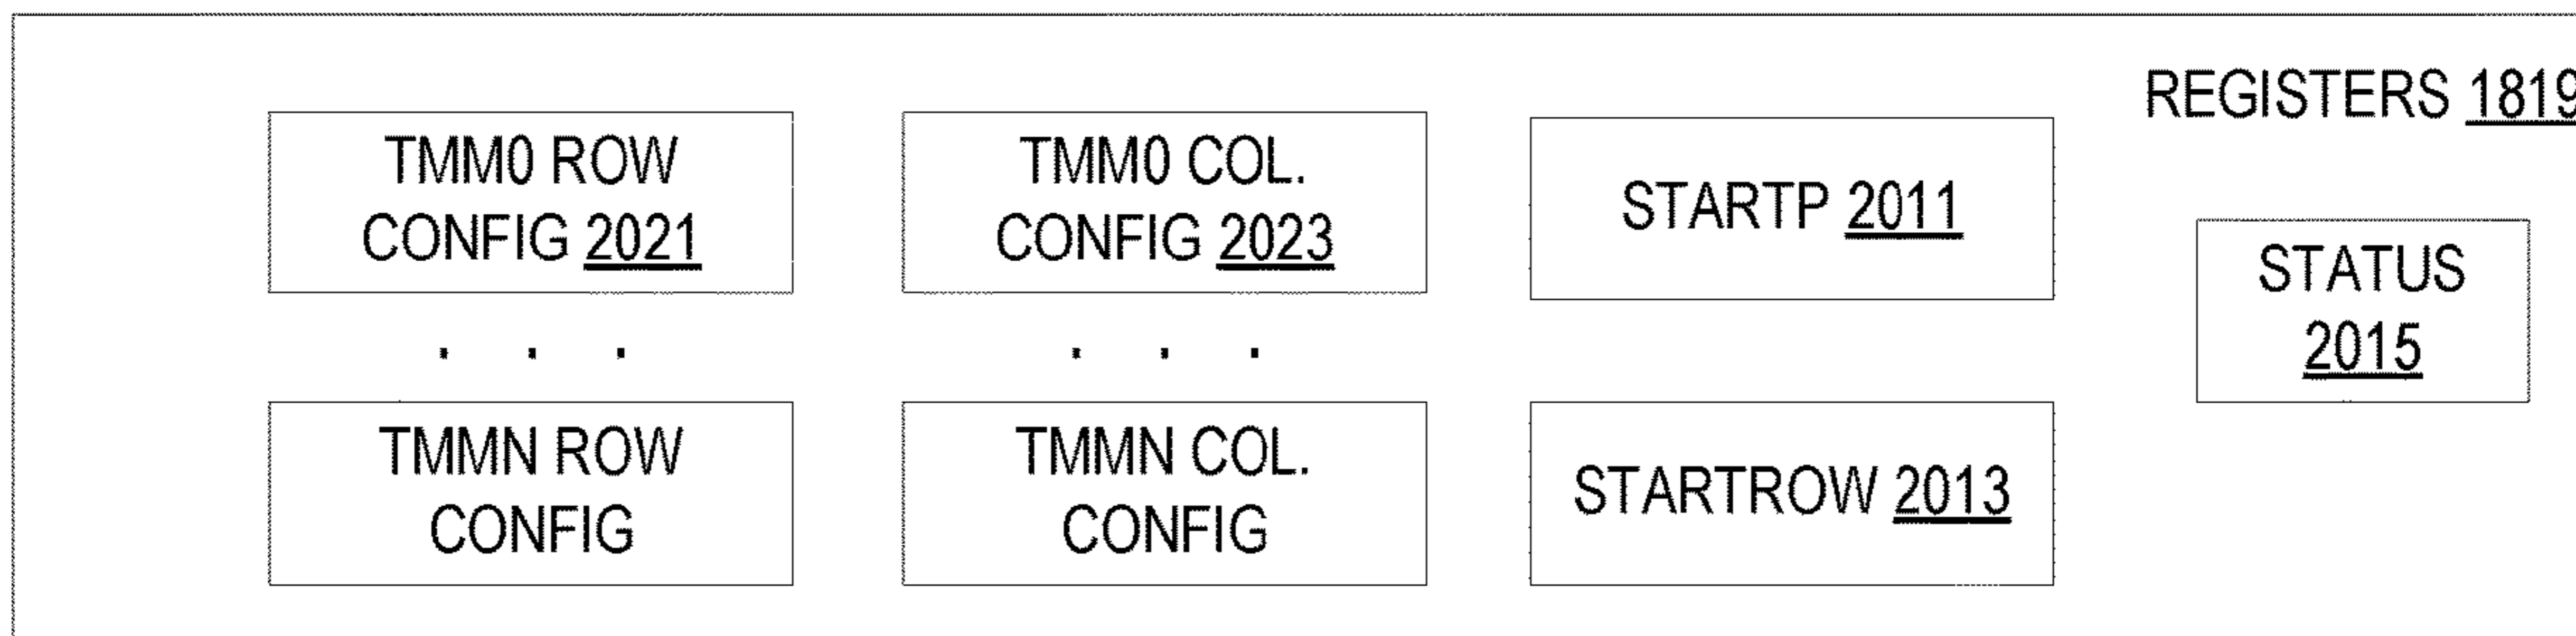 REGISTERS 1819
TMM0 ROW
CONFIG 2021
TMM0 COL.
CONFIG 2023
STARTP 2011
STATUS
2015
. . .
. . .
TMMN ROW
CONFIG
TMMN COL.
CONFIG
STARTROW 2013